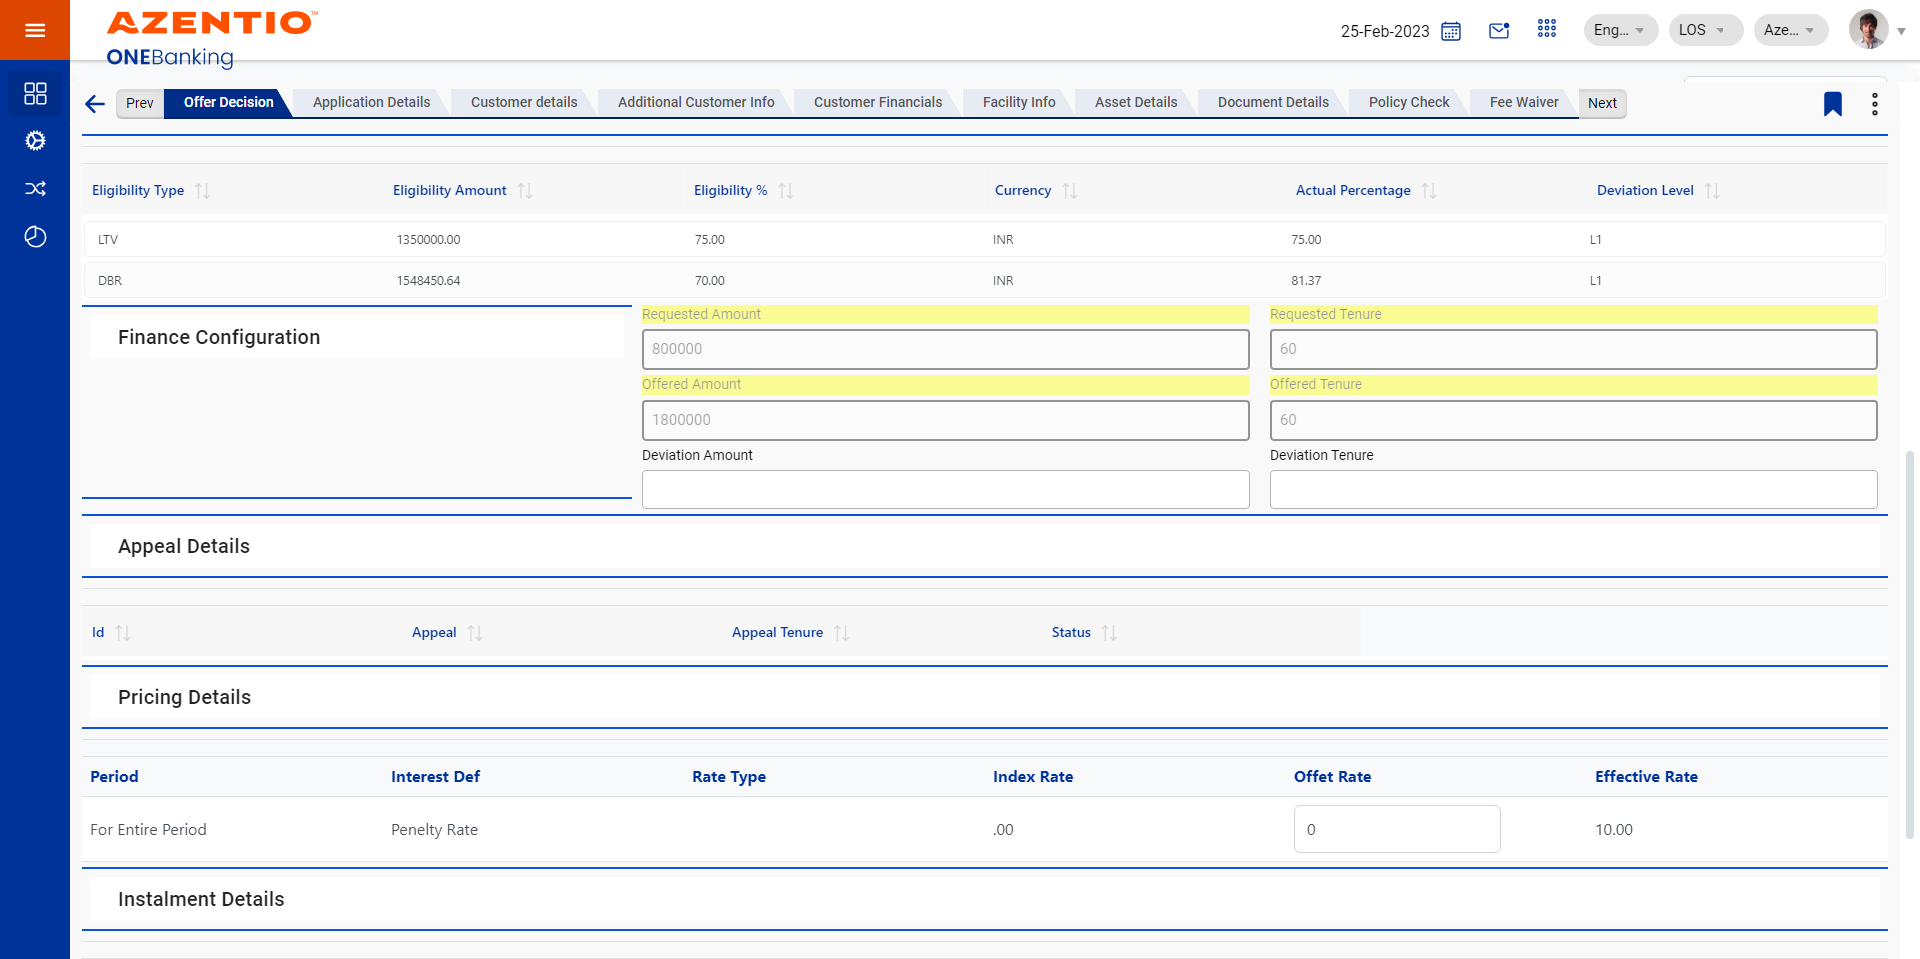 AZENTIO™
ONEBanking
25-Feb-2023
Eng...
LOS
Aze...
Prev
Offer Decision
Application Details
Customer details
Additional Customer Info
Customer Financials
Facility Info
Asset Details
Document Details
Policy Check
Fee Waiver
Next
Eligibility Type Eligibility Amount Eligibility % Currency Actual Percentage Deviation Level
LTV 1350000.00 75.00 INR 75.00 L1
DBR 1548450.64 70.00 INR 81.37 L1
Finance Configuration
Requested Amount Requested Tenure
800000 60
Offered Amount Offered Tenure
1800000 60
Deviation Amount Deviation Tenure
Appeal Details
Id Appeal Appeal Tenure Status
Pricing Details
Period Interest Def Rate Type Index Rate Offet Rate Effective Rate
For Entire Period Penelty Rate .00 0 10.00
Instalment Details